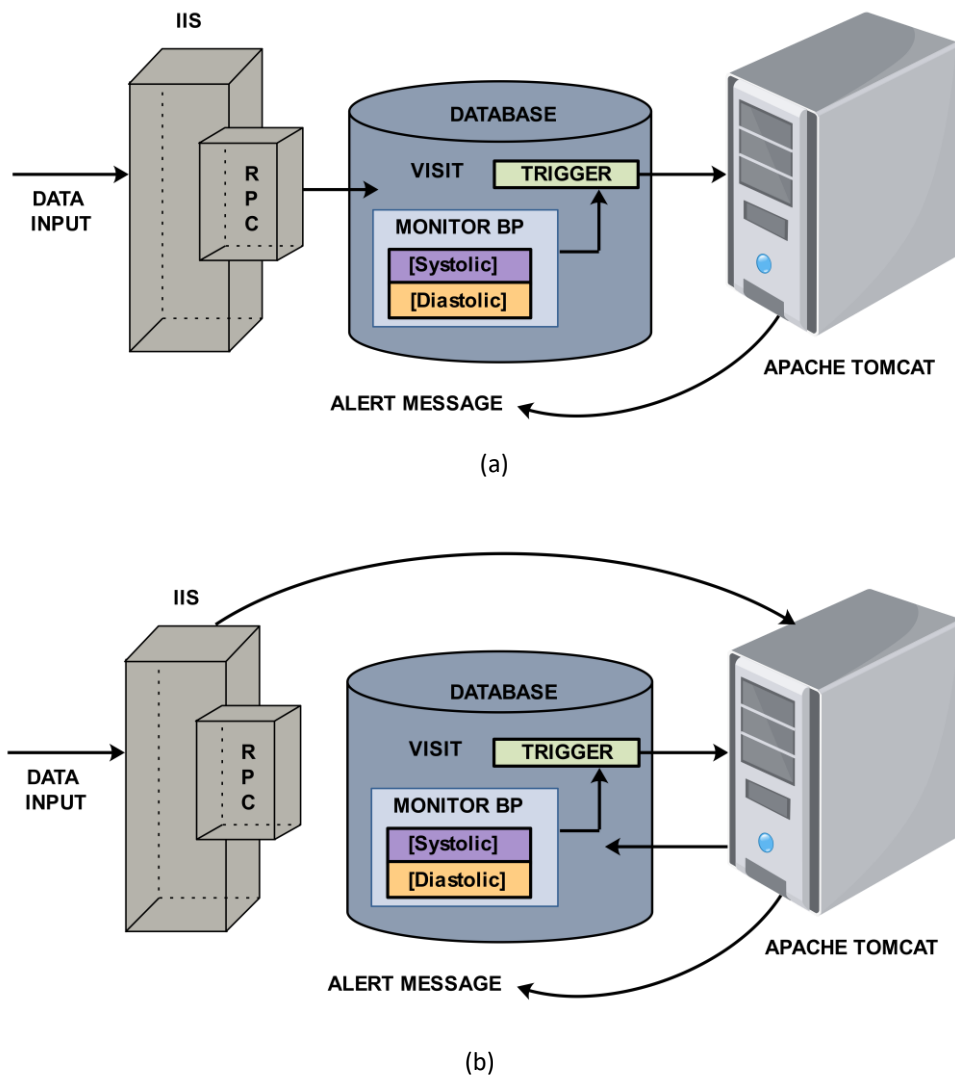 IIS
DATABASE
VISIT
TRIGGER
R
P
C
DATA
INPUT
MONITOR BP
[Systolic]
[Diastolic]
APACHE TOMCAT
ALERT MESSAGE
(a)
IIS
DATABASE
VISIT
TRIGGER
R
P
C
DATA
INPUT
MONITOR BP
[Systolic]
[Diastolic]
APACHE TOMCAT
ALERT MESSAGE
(b)